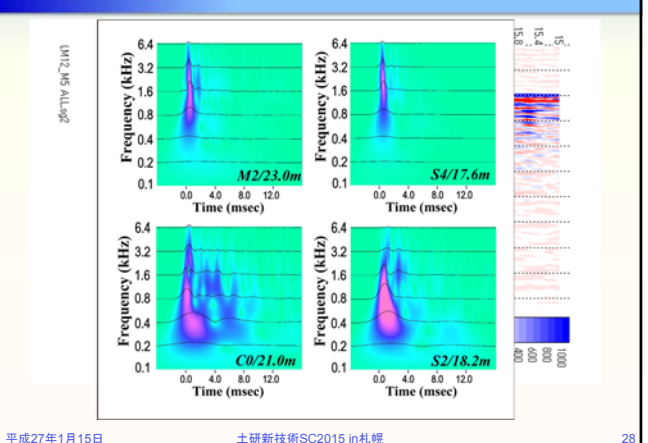 LM12_M5 ALL.sg2
Frequency (kHz)
6.4
3.2
1.6
0.8
0.4
0.2
0.1
M2/23.0m
0.0 4.0 8.0 12.0
Time (msec)
Frequency (kHz)
6.4
3.2
1.6
0.8
0.4
0.2
0.1
S4/17.6m
0.0 4.0 8.0 12.0
Time (msec)
Frequency (kHz)
6.4
3.2
1.6
0.8
0.4
0.2
0.1
C0/21.0m
0.0 4.0 8.0 12.0
Time (msec)
Frequency (kHz)
6.4
3.2
1.6
0.8
0.4
0.2
0.1
S2/18.2m
0.0 4.0 8.0 12.0
Time (msec)
15.8 15.4 15
400 600 800 1000
平成27年1月15日
土研新技術SC2015 in札幌
28